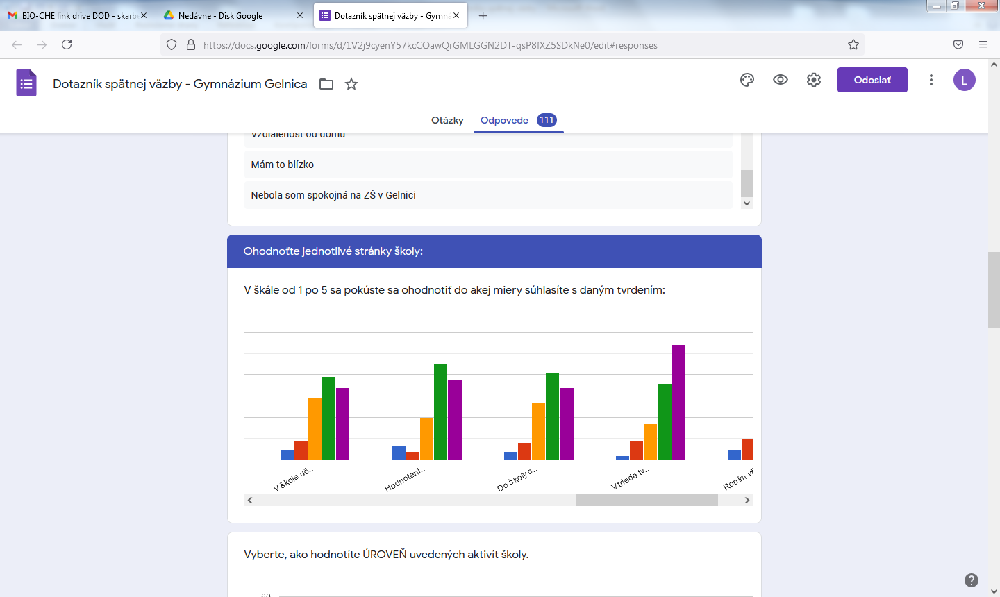 BIO-CHE link drive DOD - skarb
Nedávne - Disk Google
Dotazník spätnej väzby - Gymna
https://docs.google.com/forms/d/1V2j9cyenY57kcCOawQrGMLGGN2DT-qsP8fXZ5SDkNe0/edit#responses
Dotazník spätnej väzby - Gymnázium Gelnica
Odoslať
L
Otázky
Odpovede 111
Vzdialenosť od domu
Mám to blízko
Nebola som spokojná na ZŠ v Gelnici
Ohodnoťte jednotlivé stránky školy:
V škále od 1 po 5 sa pokúste sa ohodnotiť do akej miery súhlasíte s daným tvrdením:
V škole uč…
Hodnoteni…
Do školy c…
V triede tv…
Robím vš
Vyberte, ako hodnotíte ÚROVEŇ uvedených aktivít školy.
60